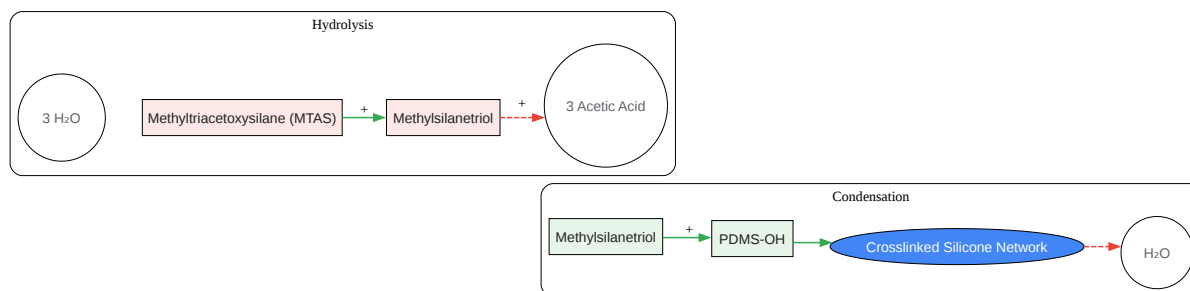 Hydrolysis
3 H₂O
Methyltriacetoxysilane (MTAS)
+
Methylsilanetriol
+
3 Acetic Acid
Condensation
Methylsilanetriol
+
PDMS-OH
Crosslinked Silicone Network
H₂O